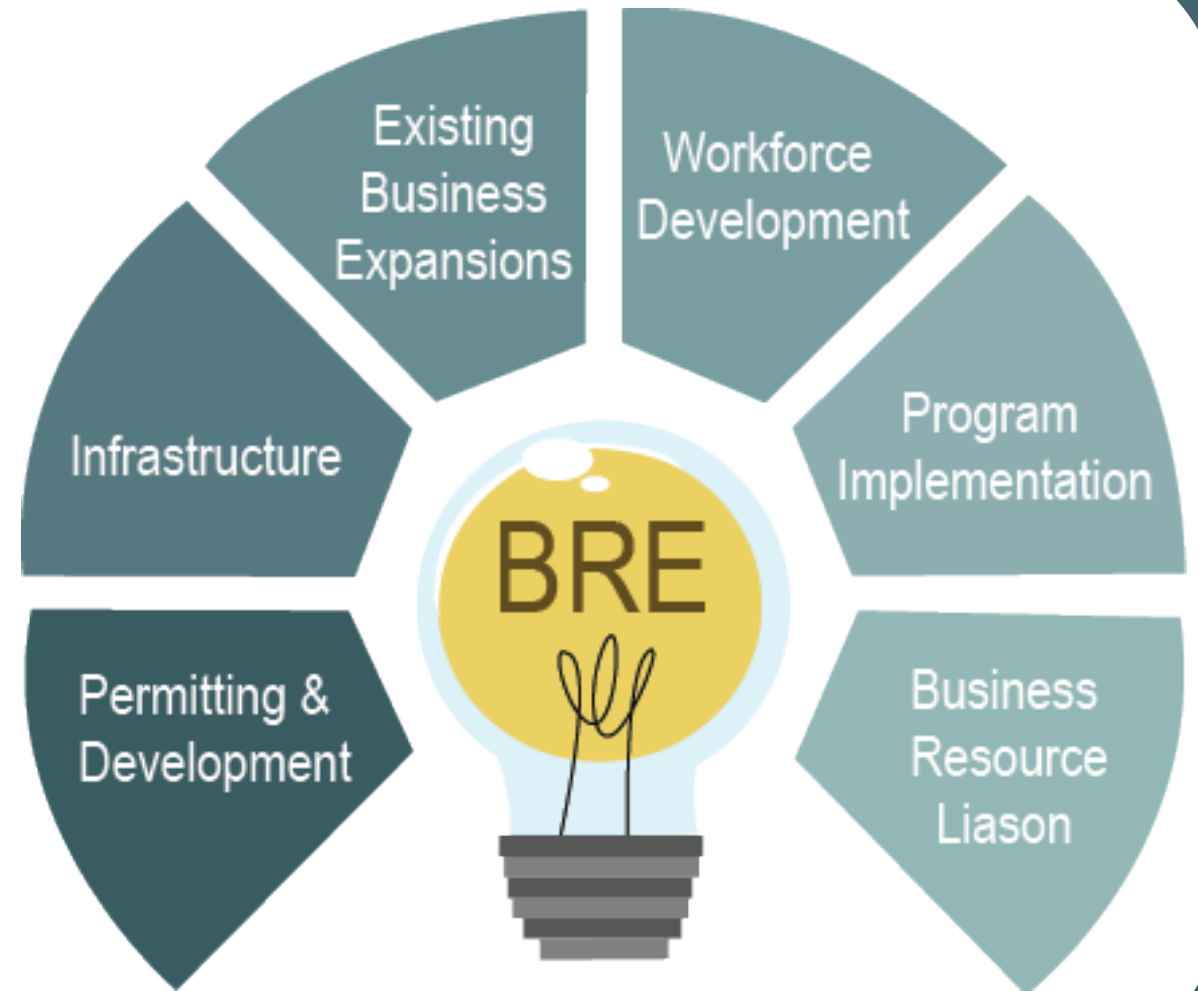 Existing
Business
Expansions
Workforce
Development
Infrastructure
Program
Implementation
BRE
Permitting &
Development
Business
Resource
Liason